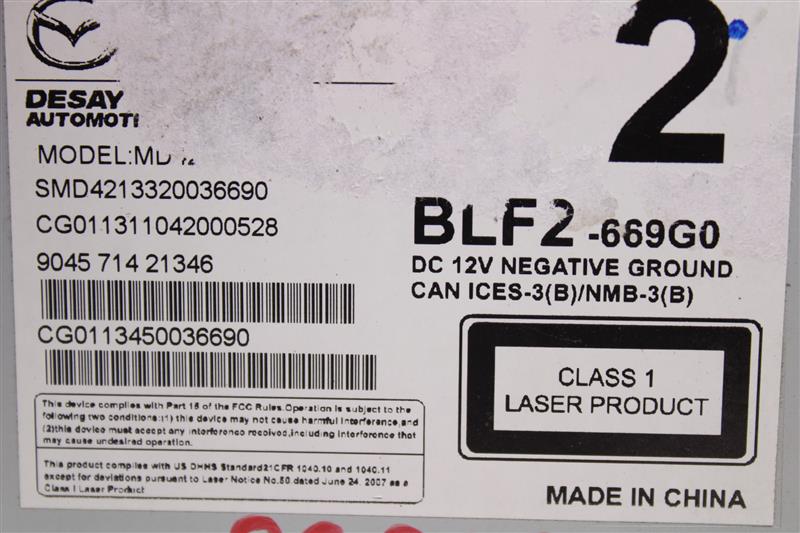 2
DESAY
AUTOMOTI
MODEL:MD
SMD4213320036690
CG011311042000528
9045 714 21346
CG0113450036690
BLF2 -669G0
DC 12V NEGATIVE GROUND
CAN ICES-3(B)/NMB-3(B)
CLASS 1
LASER PRODUCT
This device complies with Part 15 of the FCC Rules.Operation is subject to the
following two conditions:(1) this device may not cause harmful interference,and
(2)this device must accept any interference received,including interference that
may cause undesired operation.
This product complies with US DHHS Standard21CFR 1040.10 and 1040.11
except for deviations pursuant to Laser Notice No.50.dated June 24. 2007 as a
Class I Laser Product
MADE IN CHINA